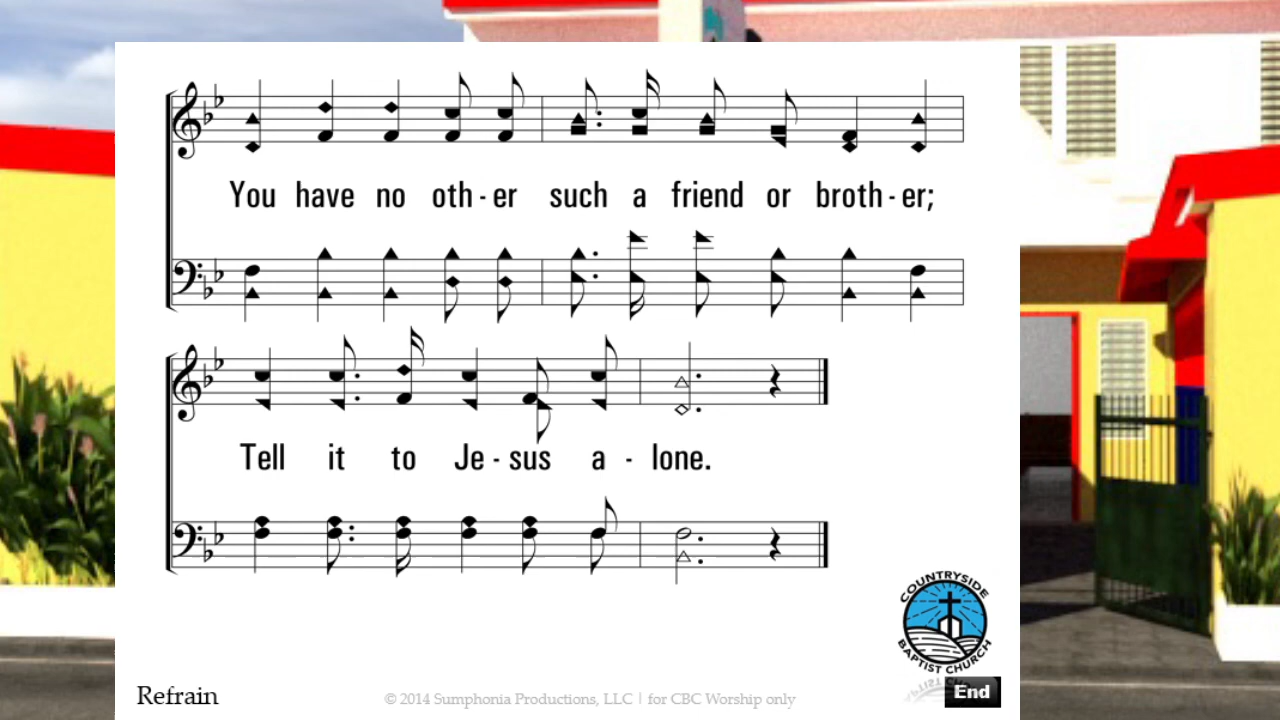 You have no oth - er such a friend or broth - er;
Tell it to Je - sus a - lone.
COUNTRYSIDE
BAPTIST CHURCH
Refrain
© 2014 Sumphonia Productions, LLC | for CBC Worship only
End